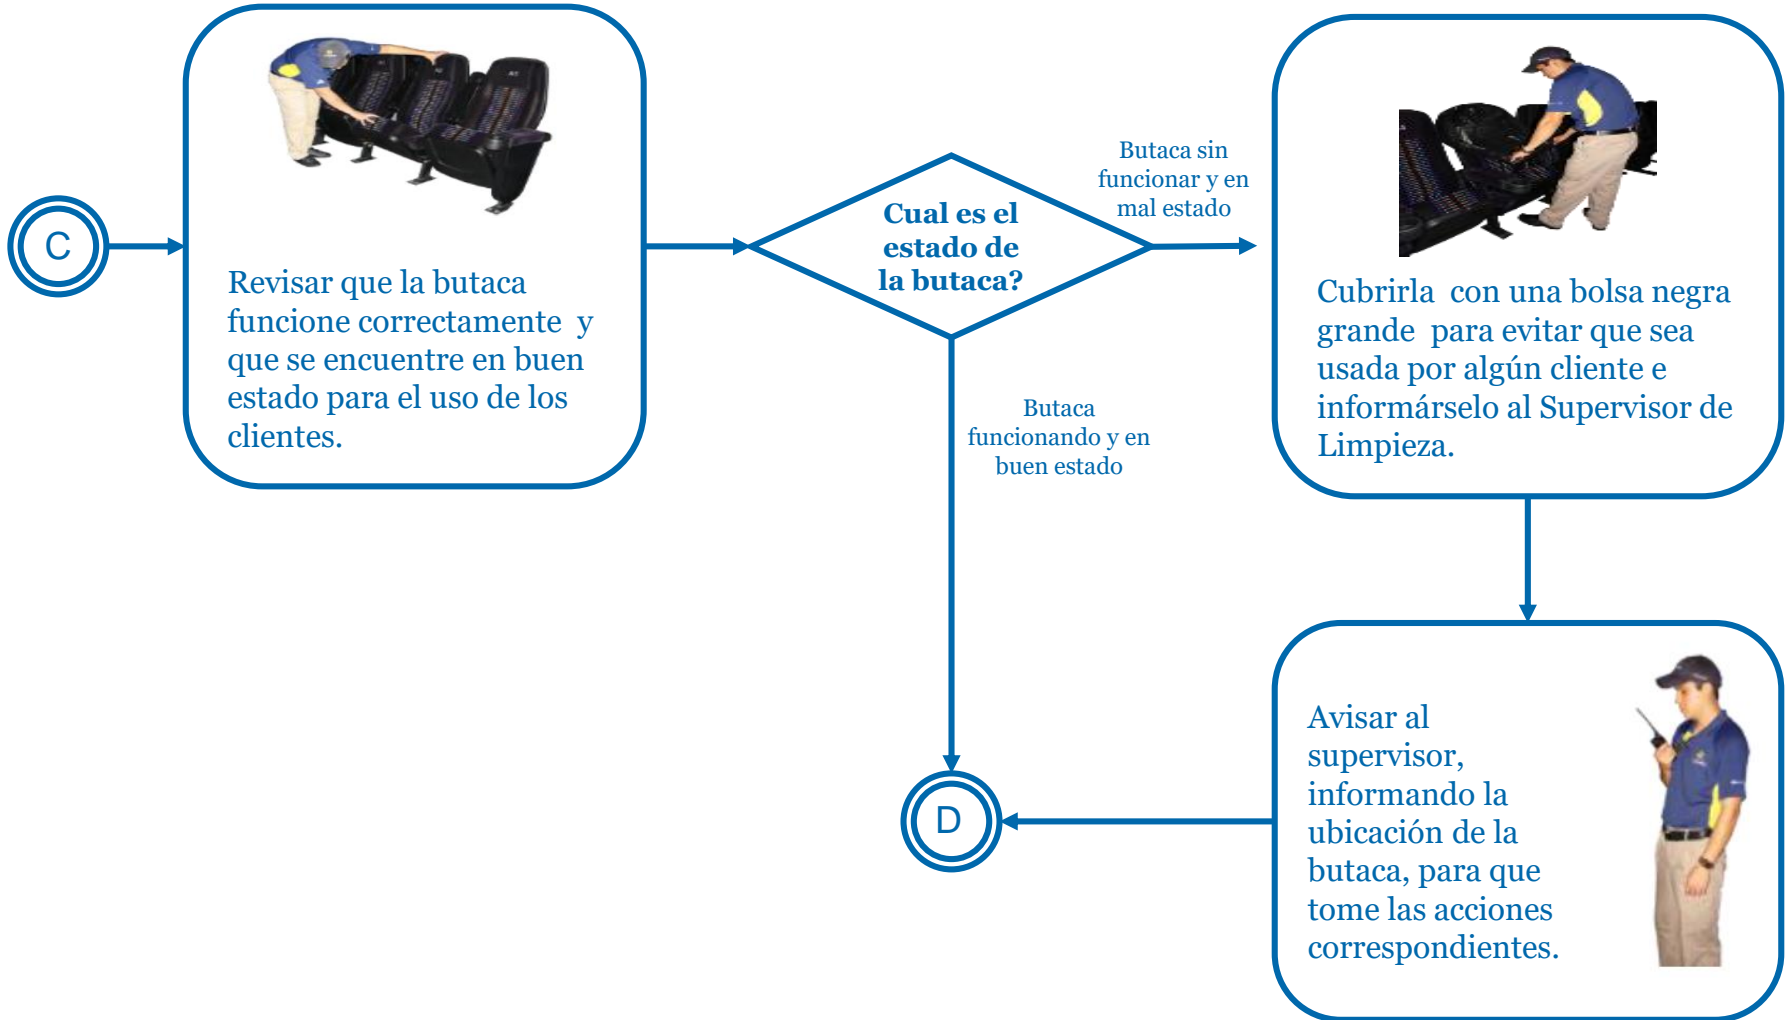 C
Revisar que la butaca
funcione correctamente  y
que se encuentre en buen
estado para el uso de los
clientes.
Cual es el
estado de
la butaca?
Butaca sin
funcionar y en
mal estado
Cubrirla  con una bolsa negra
grande  para evitar que sea
usada por algún cliente e
informárselo al Supervisor de
Limpieza.
Butaca
funcionando y en
buen estado
Avisar al
supervisor,
informando la
ubicación de la
butaca, para que
tome las acciones
correspondientes.
D